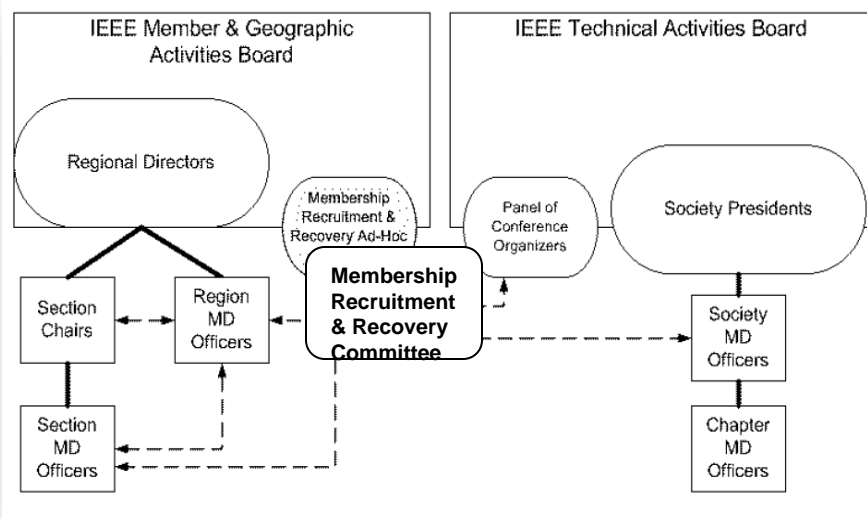 IEEE Member & Geographic
Activities Board
IEEE Technical Activities Board
Regional Directors
Membership
Recruitment &
Recovery Ad-Hoc
Panel of
Conference
Organizers
Society Presidents
Membership
Recruitment
& Recovery
Committee
Section
Chairs
Region
MD
Officers
Society
MD
Officers
Section
MD
Officers
Chapter
MD
Officers